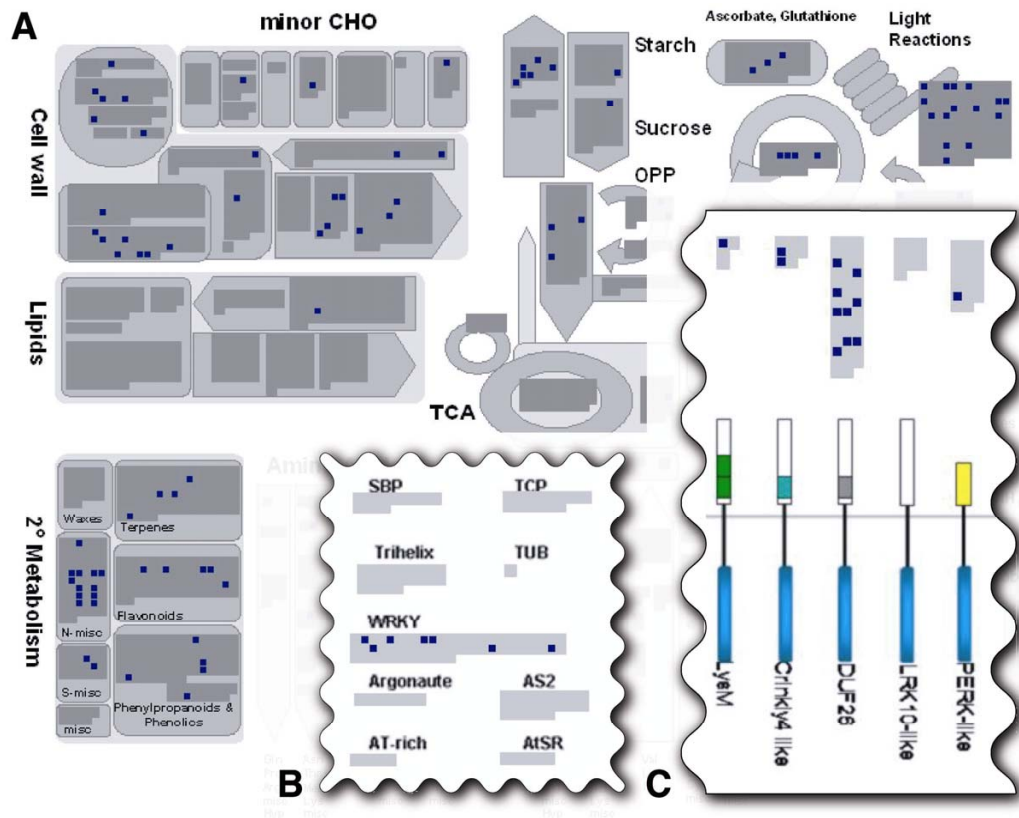 A
minor CHO
Cell wall
Lipids
Starch
Sucrose
OPP
TCA
Ascorbate, Glutathione
Light
Reactions
2° Metabolism
Waxes
Terpenes
N-misc
Flavonoids
S-misc
misc
Phenylpropanoids &
Phenolics
B
SBP
TCP
Trihelix
TUB
WRKY
Argonaute
AS2
AT-rich
AtSR
C
LysM
Crinkly4 like
DUF26
LRK10-like
PERK-like